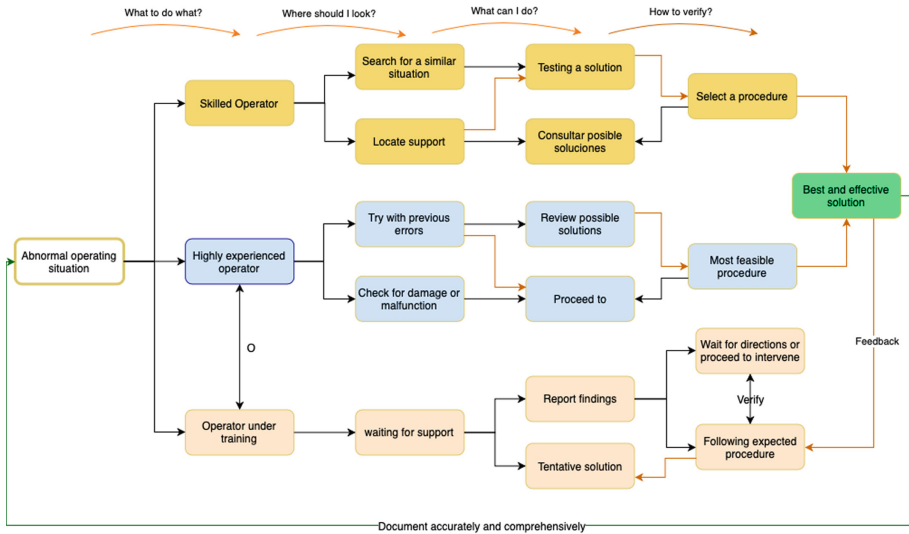 What to do what?
Where should I look?
What can I do?
How to verify?
Search for a similar
situation
Testing a solution
Skilled Operator
Select a procedure
Locate support
Consultar posible
soluciones
Best and effective
solution
Try with previous
errors
Review possible
solutions
Abnormal operating
situation
Highly experienced
operator
Most feasible
procedure
Check for damage or
malfunction
Proceed to
O
Wait for directions or
proceed to intervene
Feedback
Report findings
Verify
Operator under
training
waiting for support
Following expected
procedure
Tentative solution
Document accurately and comprehensively